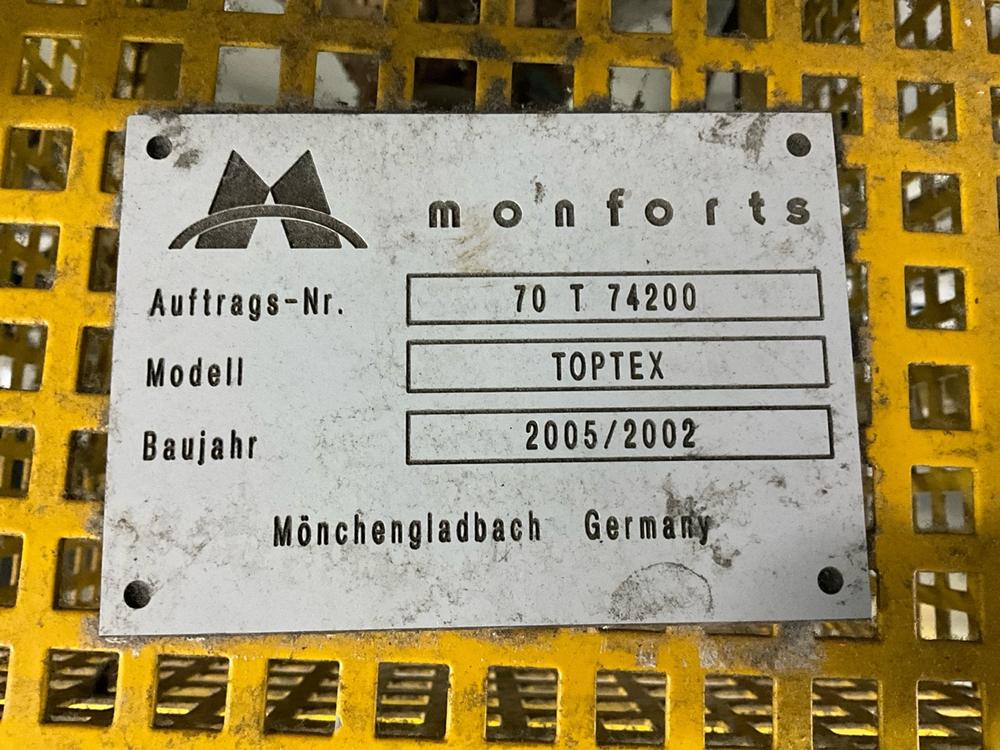 monforts
Auftrags-Nr. 70 T 74200
Modell TOPTEX
Baujahr 2005/2002
Mönchengladbach Germany